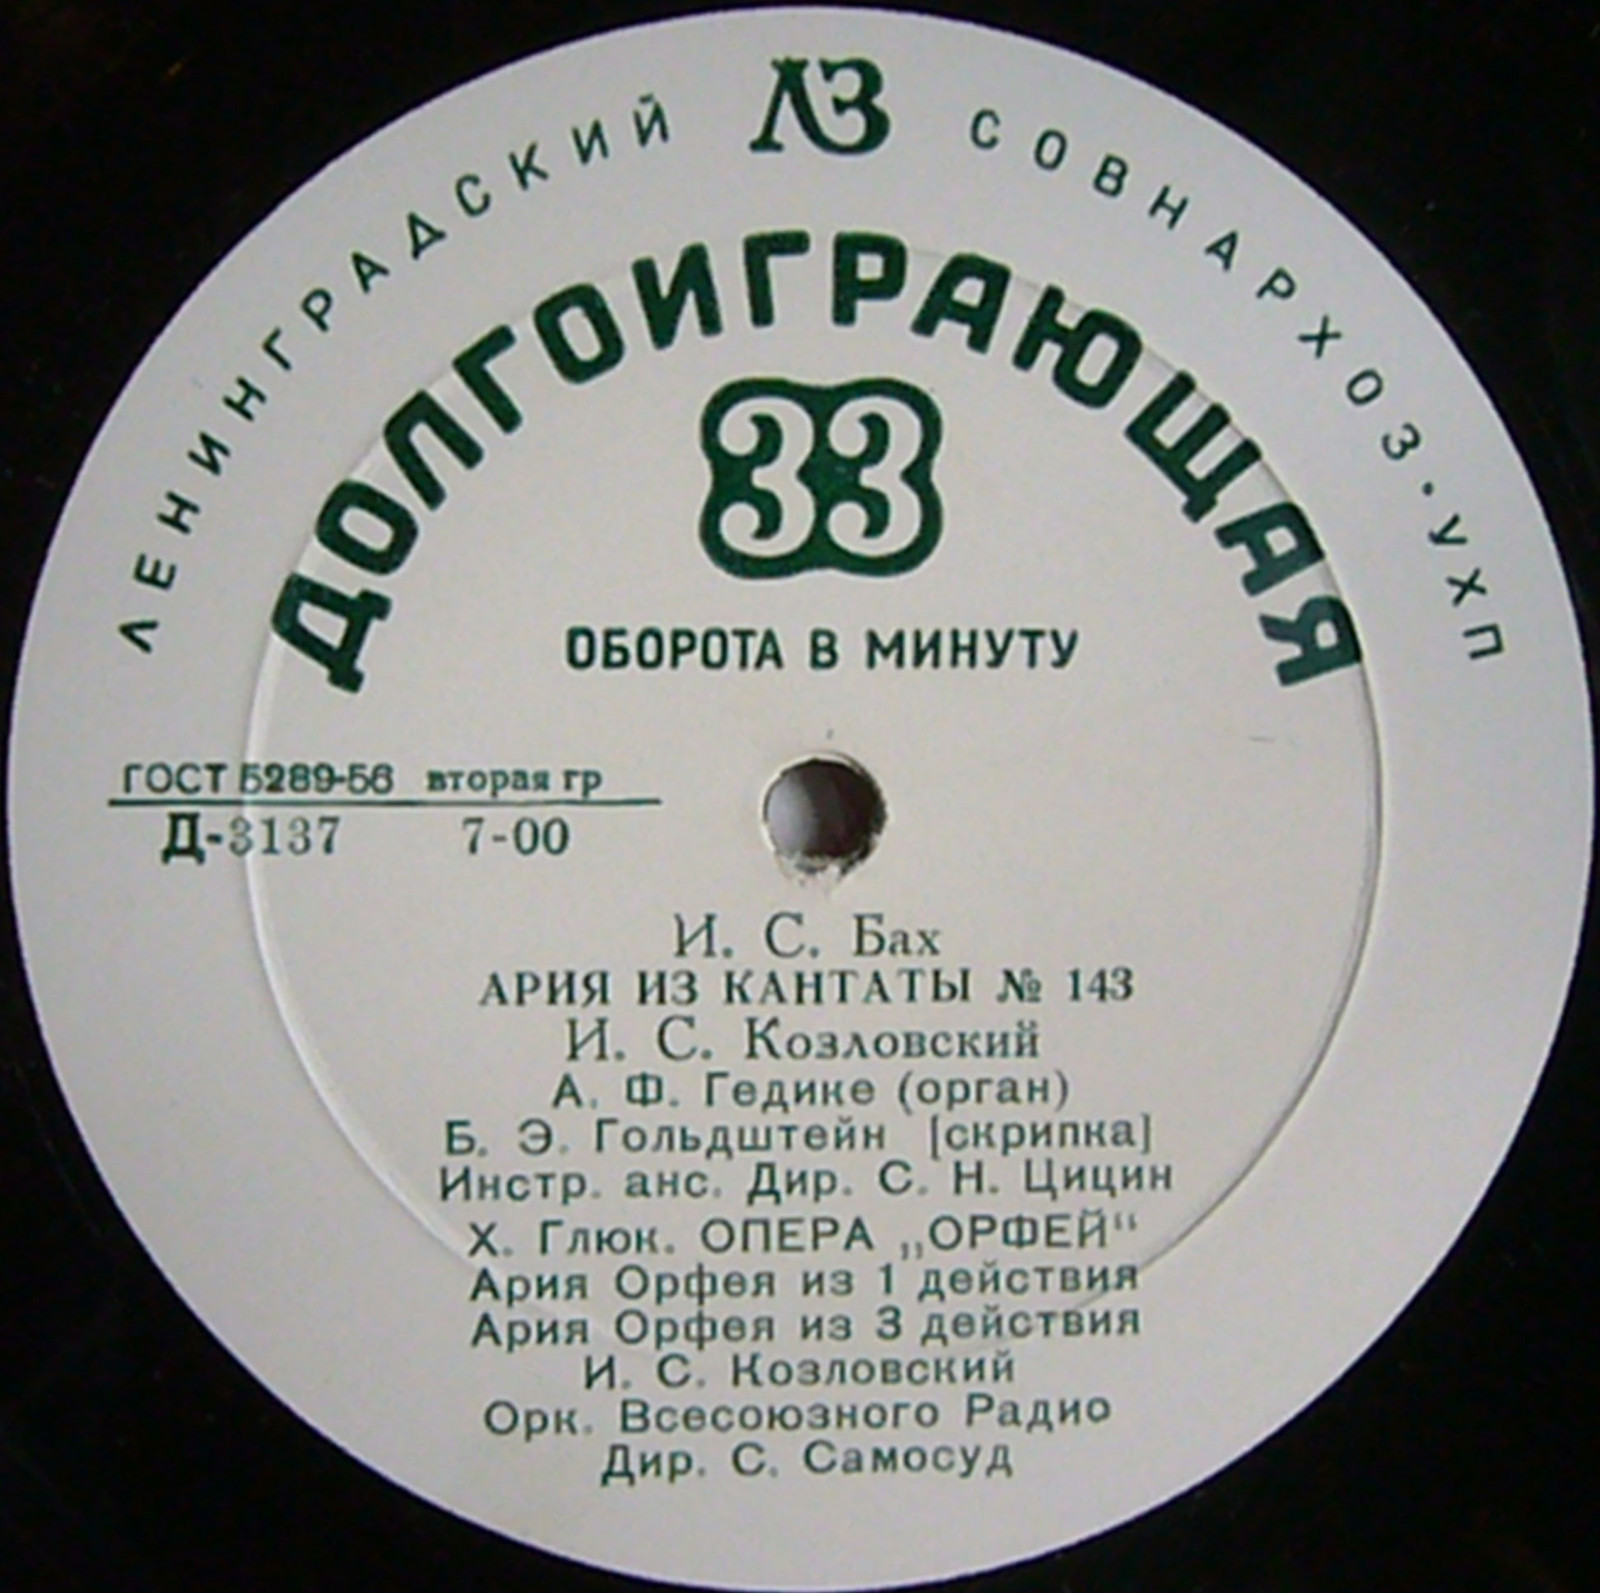 ЛЕНИНГРАДСКИЙ ЛЗ СОВНАРХОЗ · УХП
ДОЛГОИГРАЮЩАЯ
33
ОБОРОТА В МИНУТУ
ГОСТ 5289-56 вторая гр
Д-3137 7-00
И. С. Бах
АРИЯ ИЗ КАНТАТЫ № 143
И. С. Козловский
А. Ф. Гедике (орган)
Б. Э. Гольдштейн [скрипка]
Инстр. анс. Дир. С. Н. Цицин
Х. Глюк. ОПЕРА „ОРФЕЙ“
Ария Орфея из 1 действия
Ария Орфея из 3 действия
И. С. Козловский
Орк. Всесоюзного Радио
Дир. С. Самосуд